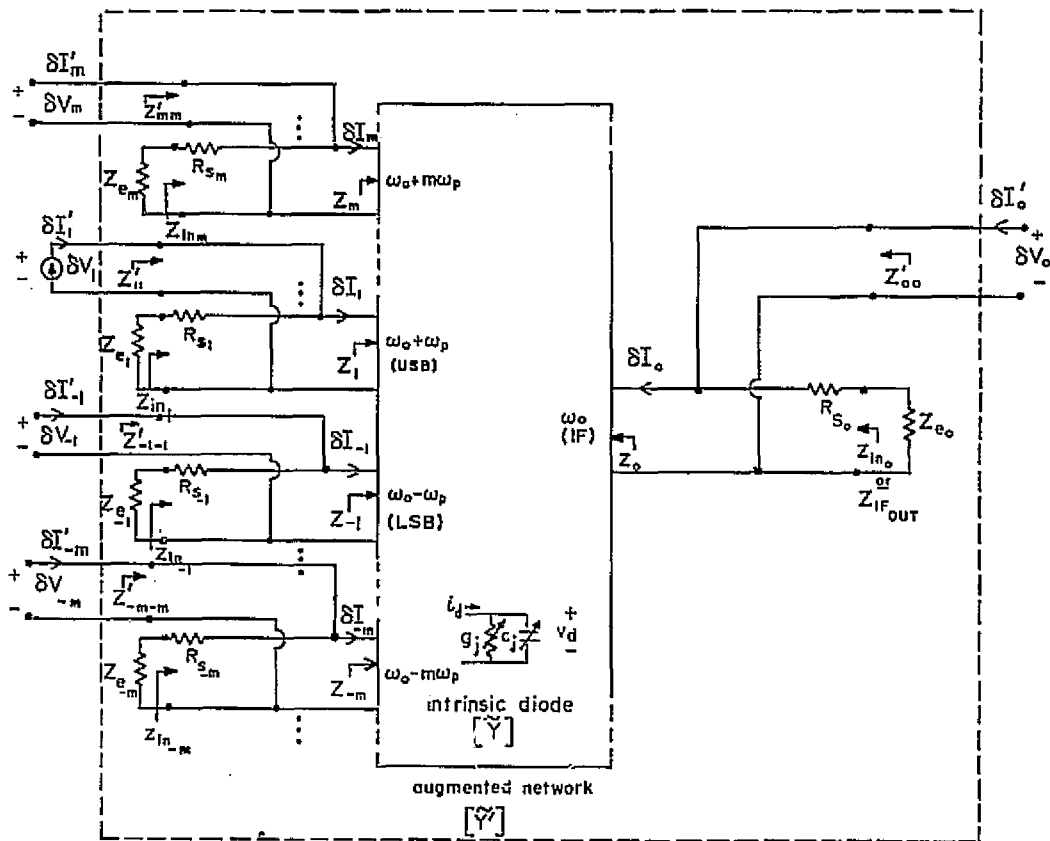 δI'm
+
-
δVm
Z'mm
δIm
Rsm
Zem
Zm
Zinm
ωo+mωp
δI'1
+
-
δV1
Z'11
δI1
Rs1
Ze1
Z1
Zin1
ωo+ωp
(USB)
δI'-1
+
-
δV-1
Z'-1-1
δI-1
Rs-1
Ze-1
Z-1
Zin-1
ωo-ωp
(LSB)
δI'-m
+
-
δV-m
Z'-m-m
δI-m
Rs-m
Ze-m
Z-m
Zin-m
ωo-mωp
id
gj
cj
+
vd
-
intrinsic diode
[Ỹ]
ωo
(IF)
Zo
δIo
δI'o
+
δVo
-
Z'oo
RSo
Zeo
Zino
or
ZIFOUT
augmented network
[Ỹ']